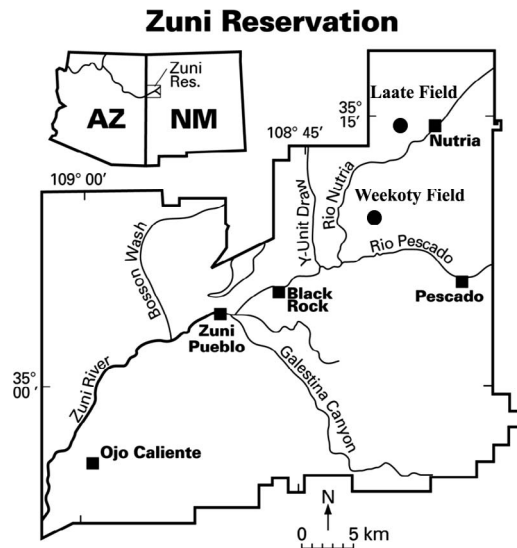 Zuni Reservation
Zuni
Res.
AZ
NM
Laate Field
35°
15'
108° 45'
Nutria
109° 00'
Rio Nutria
Y-Unit Draw
Weekoty Field
Bosson Wash
Rio Pescado
Black
Rock
Pescado
Zuni
Pueblo
Zuni River
Galestina Canyon
35°
00'
Ojo Caliente
N
0 5 km